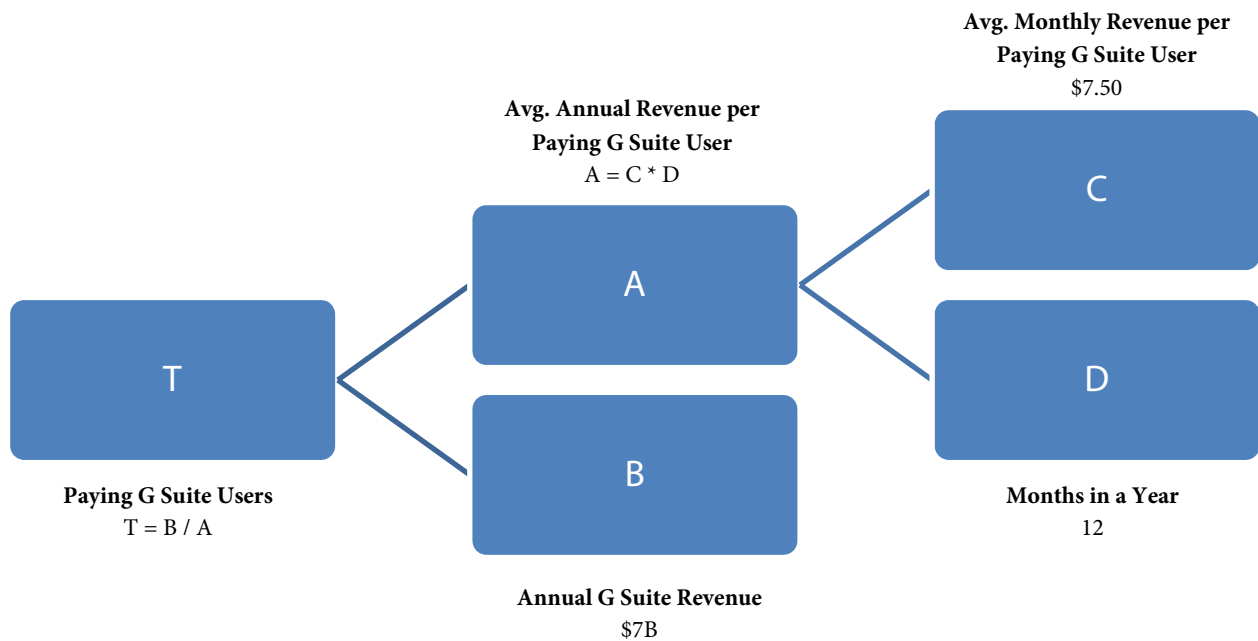 Avg. Monthly Revenue per
Paying G Suite User
$7.50
C
Avg. Annual Revenue per
Paying G Suite User
A = C * D
A
T
Paying G Suite Users
T = B / A
B
Annual G Suite Revenue
$7B
D
Months in a Year
12